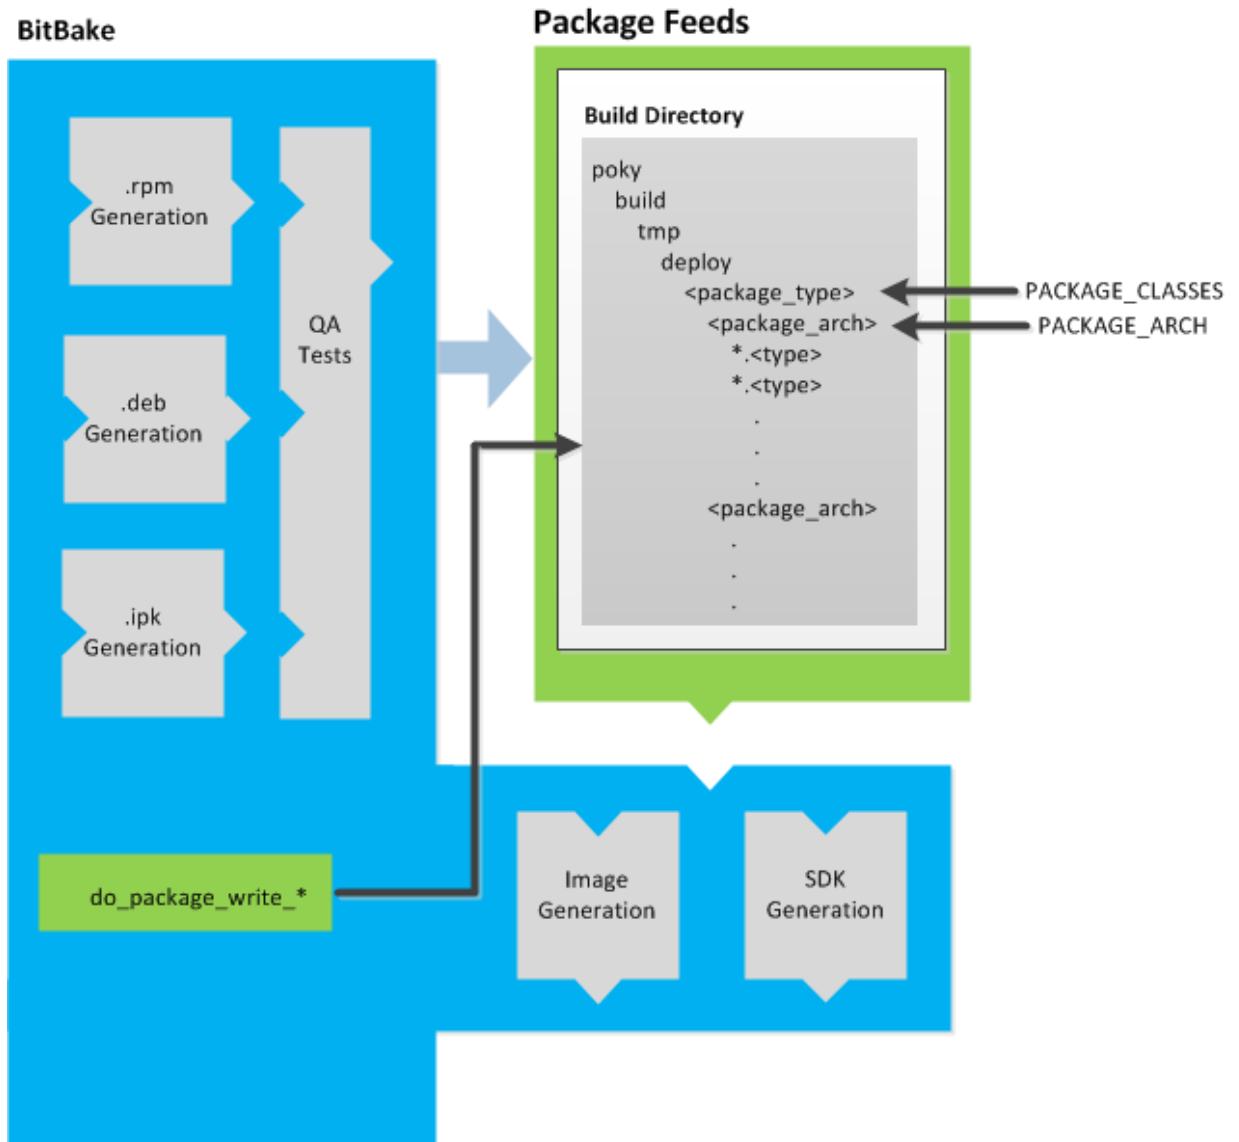 BitBake
.rpm
Generation
.deb
Generation
.ipk
Generation
QA
Tests
do_package_write_*
Package Feeds
Build Directory
poky
build
tmp
deploy
<package_type>
<package_arch>
*.<type>
*.<type>
.
.
.
<package_arch>
.
.
.
PACKAGE_CLASSES
PACKAGE_ARCH
Image
Generation
SDK
Generation